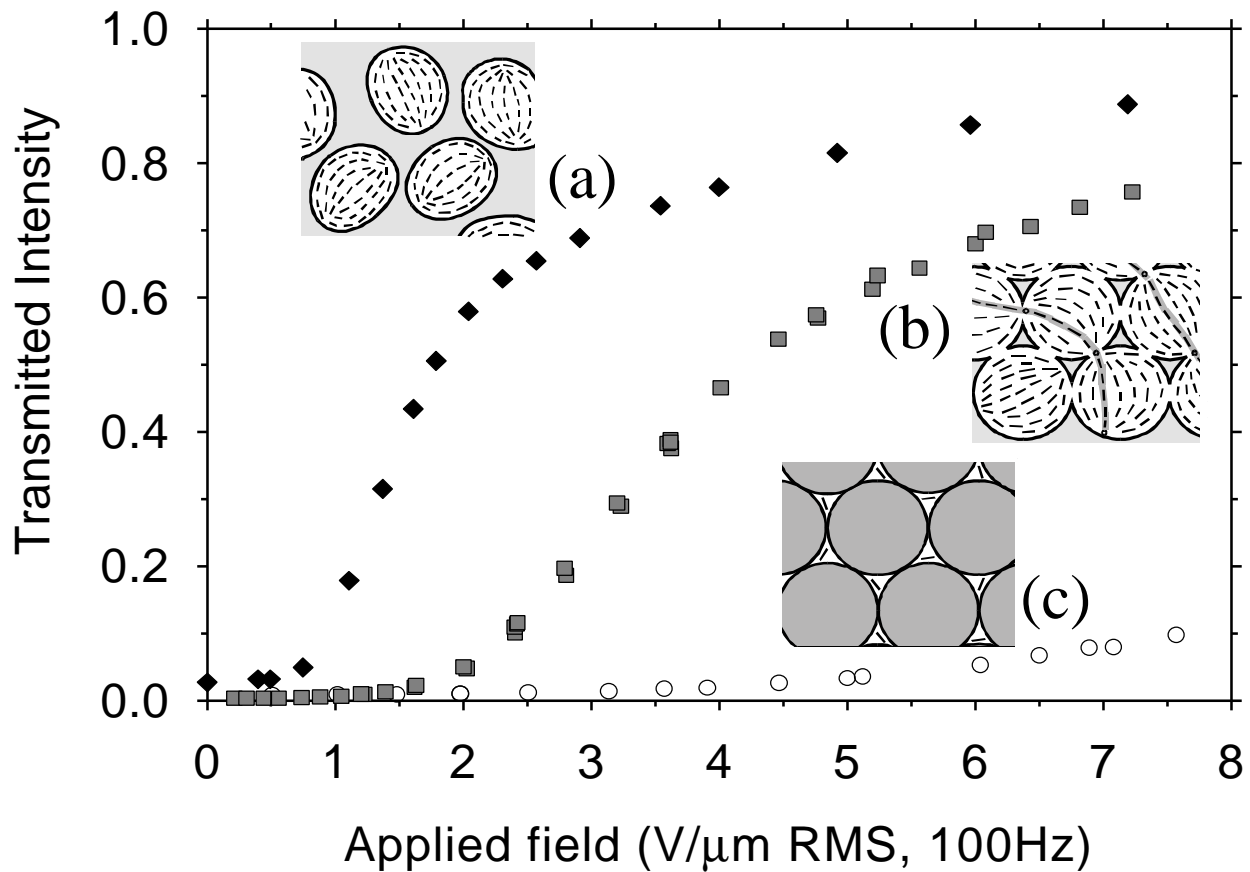 1.0
0.8
0.6
0.4
0.2
0.0
Transmitted Intensity
(a)
(b)
(c)
0 1 2 3 4 5 6 7 8
Applied field (V/μm RMS, 100Hz)